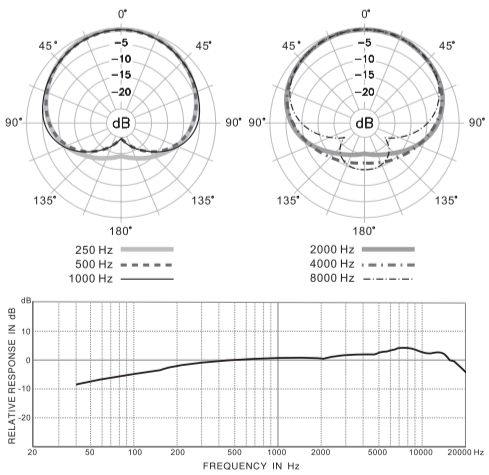 0°
45°
45°
−5
−10
−15
−20
dB
90°
90°
135°
135°
180°
250 Hz
500 Hz
1000 Hz
0°
45°
45°
−5
−10
−15
−20
dB
90°
90°
135°
135°
180°
2000 Hz
4000 Hz
8000 Hz
dB
10
0
-10
-20
RELATIVE RESPONSE IN dB
20 50 100 200 500 1000 2000 5000 10000 20000 Hz
FREQUENCY IN Hz